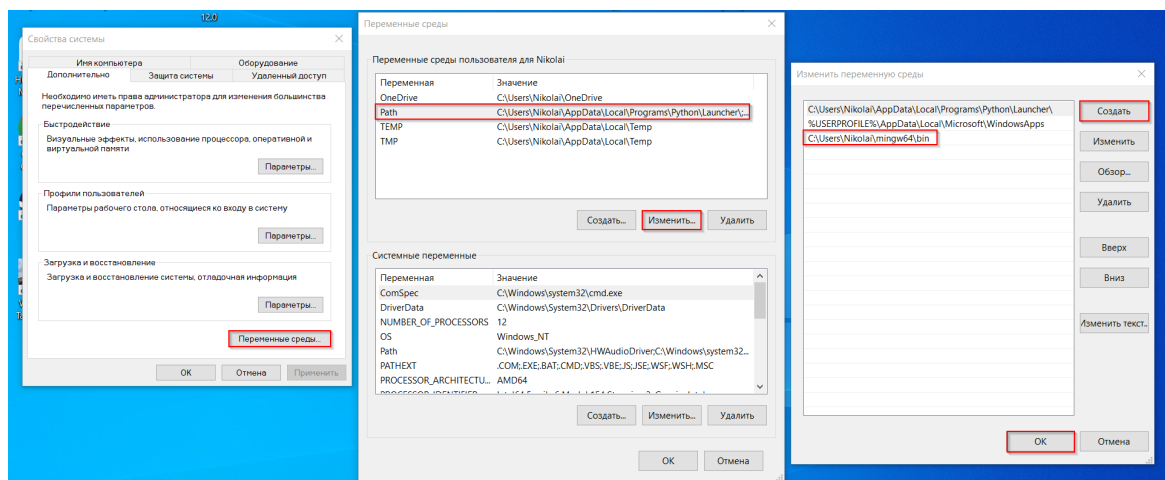 12.0
Свойства системы
Имя компьютера
Оборудование
Дополнительно
Защита системы
Удаленный доступ
Необходимо иметь права администратора для изменения большинства
перечисленных параметров.
Быстродействие
Визуальные эффекты, использование процессора, оперативной и
виртуальной памяти
Параметры...
Профили пользователей
Параметры рабочего стола, относящиеся ко входу в систему
Параметры...
Загрузка и восстановление
Загрузка и восстановление системы, отладочная информация
Параметры...
Переменные среды...
ОК
Отмена
Применить
Переменные среды
Переменные среды пользователя для Nikolai
Переменная Значение
OneDrive C:\Users\Nikolai\OneDrive
Path C:\Users\Nikolai\AppData\Local\Programs\Python\Launcher\;...
TEMP C:\Users\Nikolai\AppData\Local\Temp
TMP C:\Users\Nikolai\AppData\Local\Temp
Создать...
Изменить...
Удалить
Системные переменные
Переменная Значение
ComSpec C:\Windows\system32\cmd.exe
DriverData C:\Windows\System32\Drivers\DriverData
NUMBER_OF_PROCESSORS 12
OS Windows_NT
Path C:\Windows\System32\HWAudioDriver;C:\Windows\system32...
PATHEXT .COM;.EXE;.BAT;.CMD;.VBS;.VBE;.JS;.JSE;.WSF;.WSH;.MSC
PROCESSOR_ARCHITECTU... AMD64
Создать...
Изменить...
Удалить
ОК
Отмена
Изменить переменную среды
C:\Users\Nikolai\AppData\Local\Programs\Python\Launcher\
%USERPROFILE%\AppData\Local\Microsoft\WindowsApps
C:\Users\Nikolai\mingw64\bin
Создать
Изменить
Обзор...
Удалить
Вверх
Вниз
Изменить текст...
ОК
Отмена